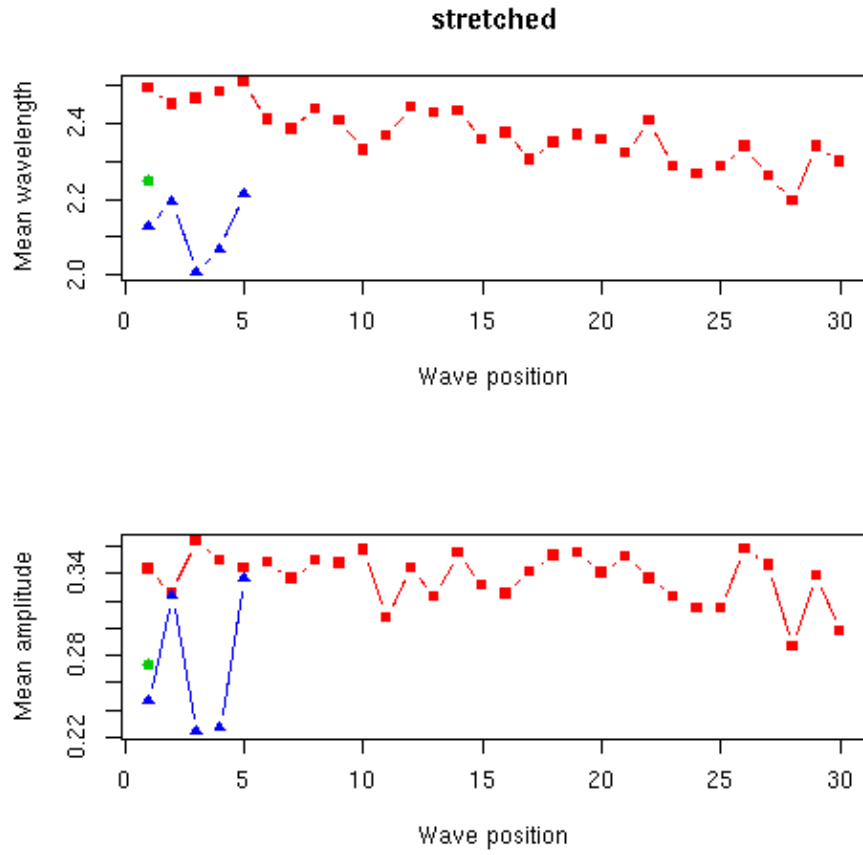 stretched
Mean wavelength
2.4
2.2
2.0
0 5 10 15 20 25 30
Wave position
Mean amplitude
0.34
0.28
0.22
0 5 10 15 20 25 30
Wave position